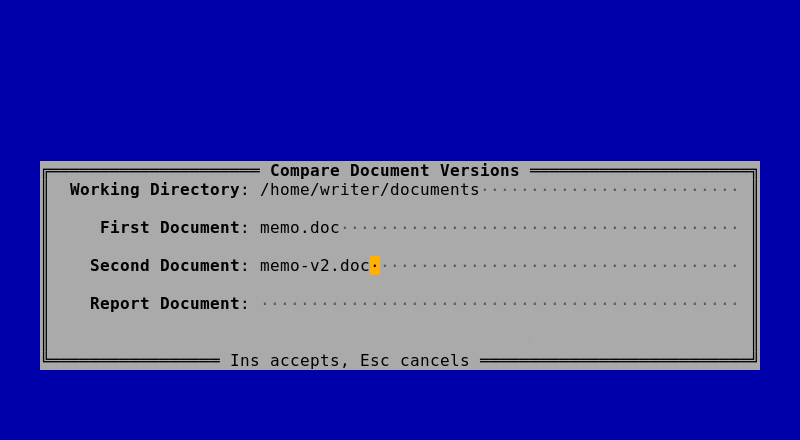 Compare Document Versions
Working Directory: /home/writer/documents
First Document: memo.doc
Second Document: memo-v2.doc
Report Document:
Ins accepts, Esc cancels